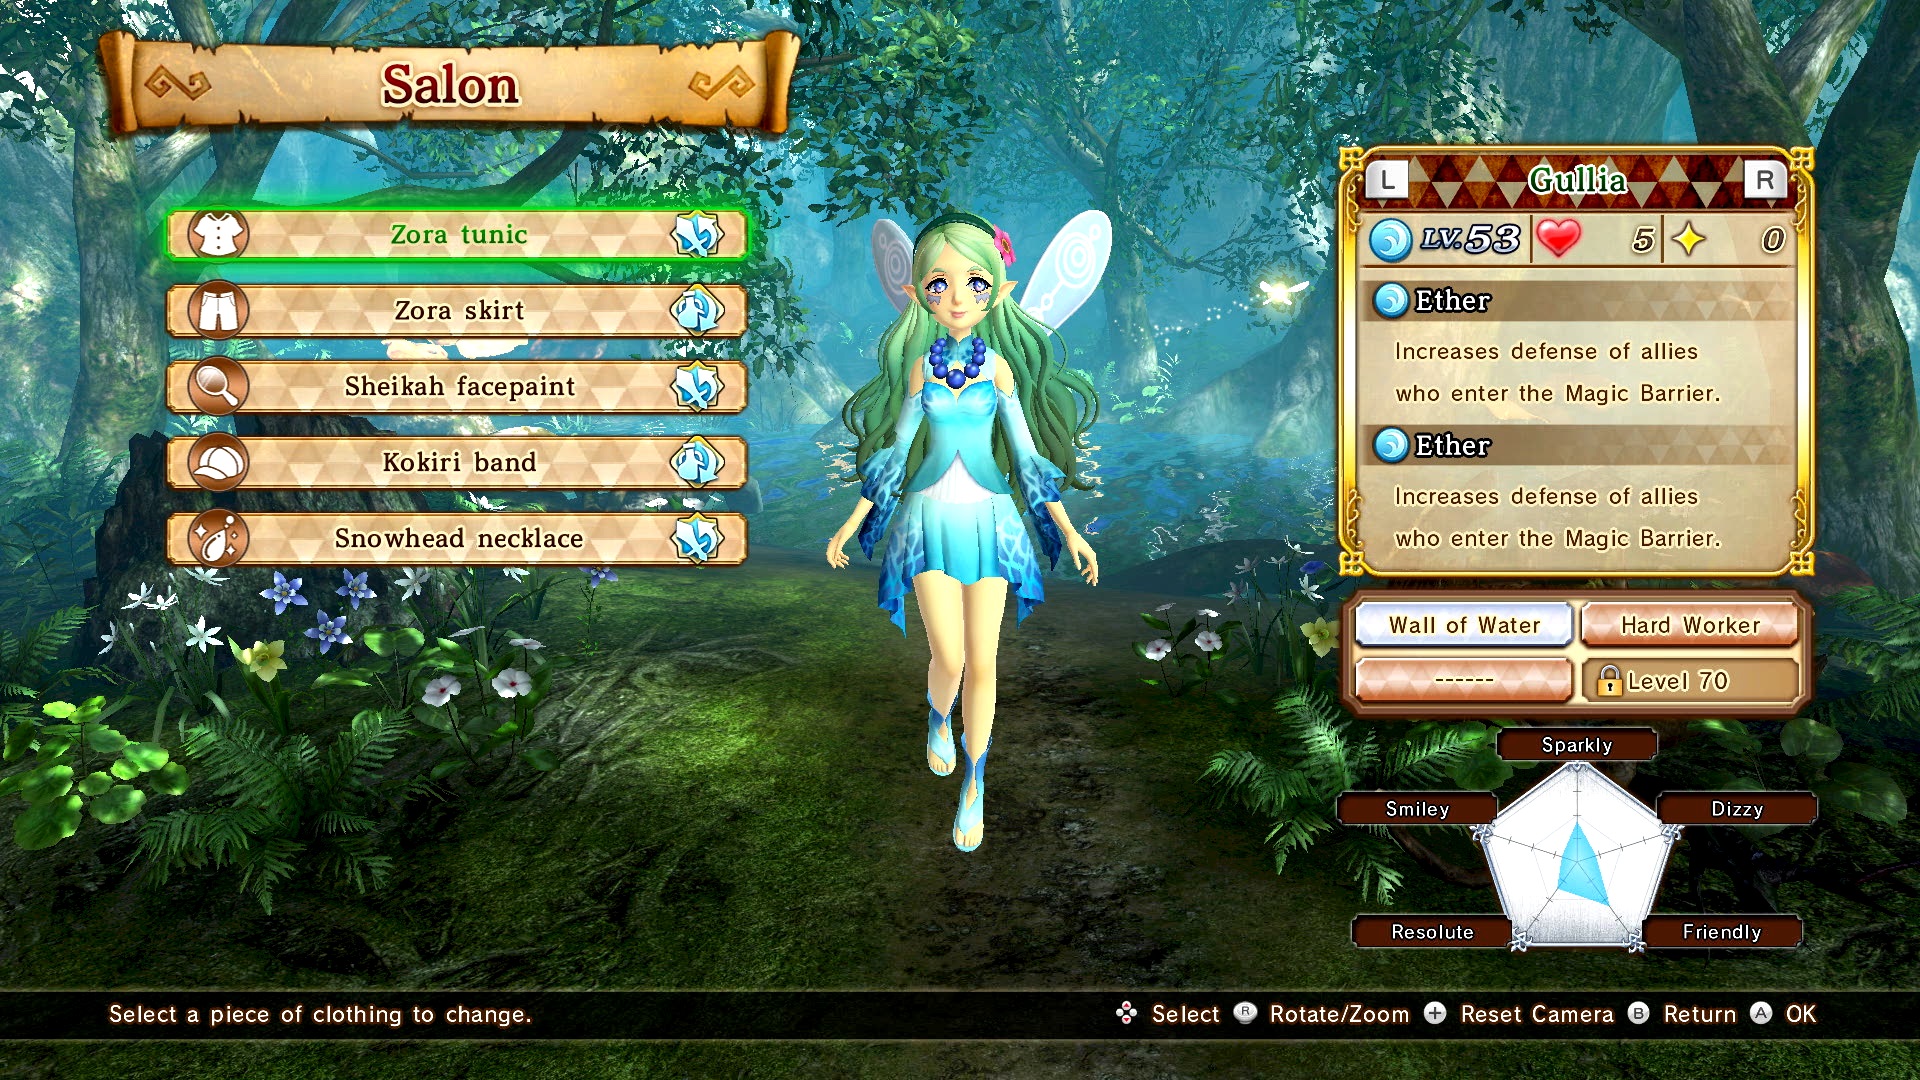 Salon
Zora tunic
Zora skirt
Sheikah facepaint
Kokiri band
Snowhead necklace
L Gullia R
LV.53 5 0
Ether
Increases defense of allies
who enter the Magic Barrier.
Ether
Increases defense of allies
who enter the Magic Barrier.
Wall of Water Hard Worker
------ Level 70
Sparkly
Smiley Dizzy
Resolute Friendly
Select a piece of clothing to change. Select R Rotate/Zoom + Reset Camera B Return A OK